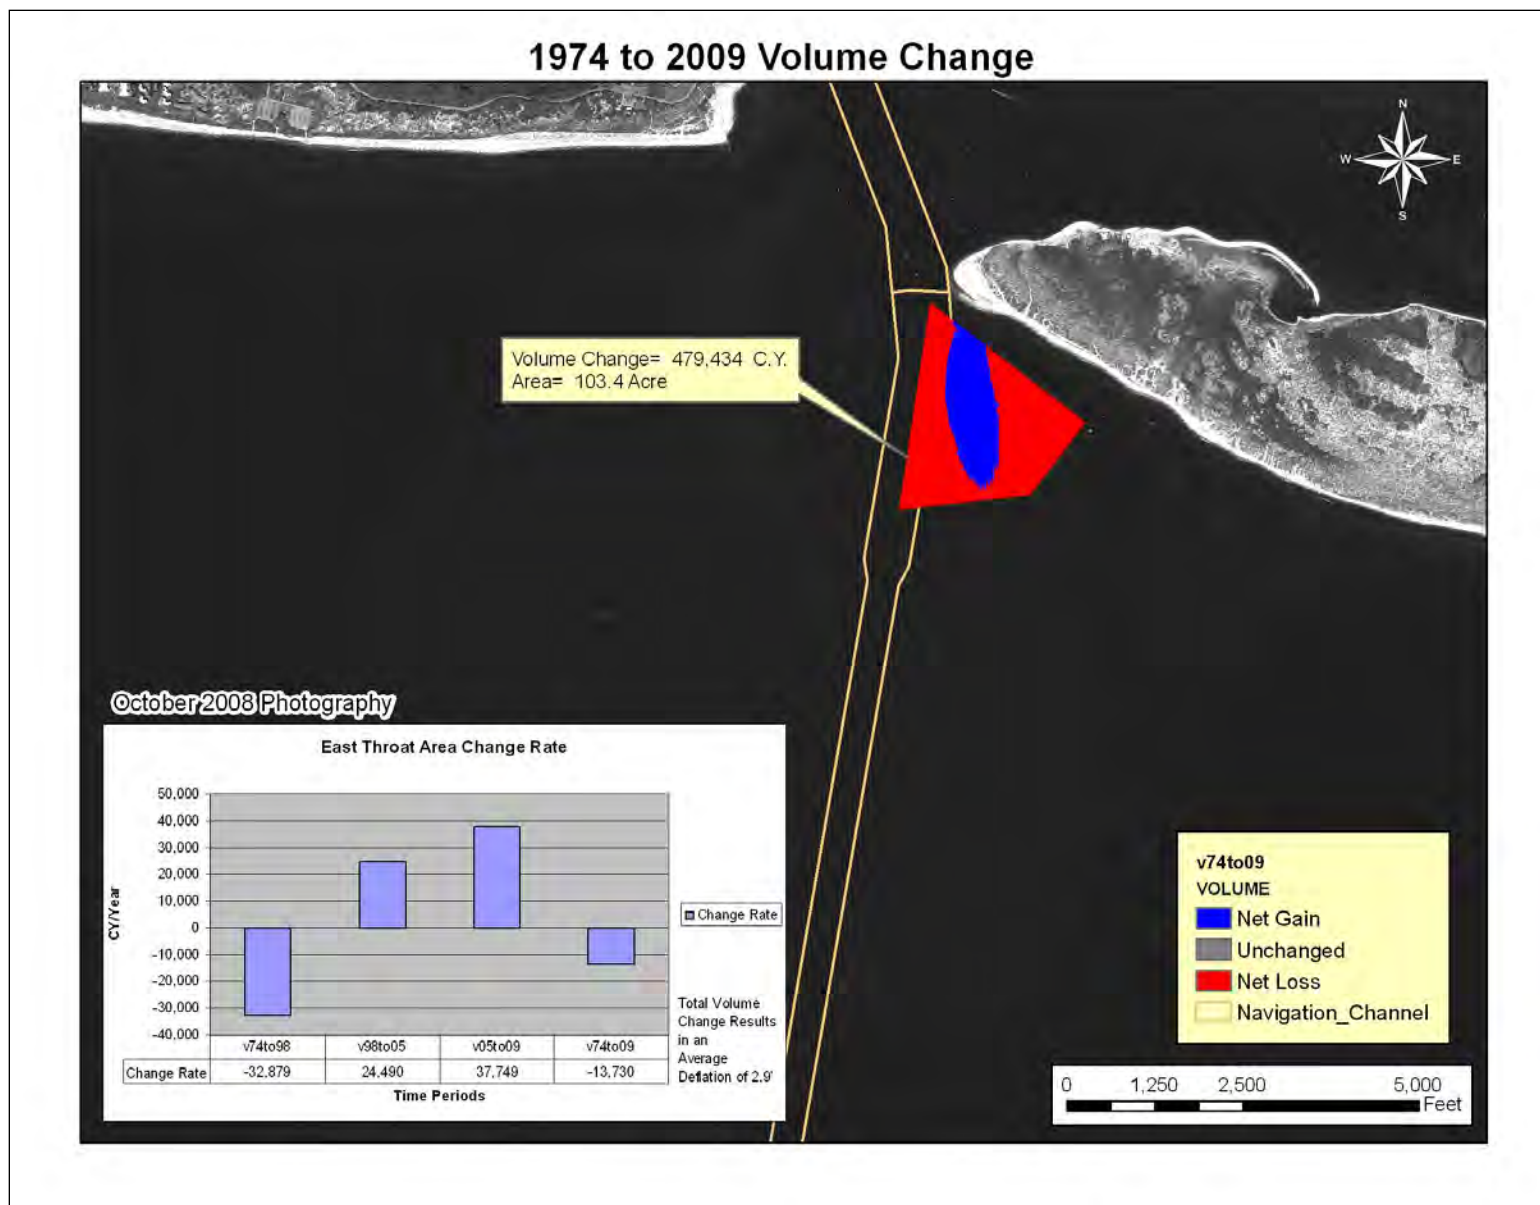 1974 to 2009 Volume Change
N
W
E
S
Volume Change= 479,434 C.Y.
Area= 103.4 Acre
October 2008 Photography
East Throat Area Change Rate
CY/Year
50,000
40,000
30,000
20,000
10,000
0
-10,000
-20,000
-30,000
-40,000
v74to98 v98to05 v05to09 v74to09
Change Rate -32,879 24,490 37,749 -13,730
Time Periods
Change Rate
Total Volume
Change Results
in an
Average
Deflation of 2.9'
v74to09
VOLUME
Net Gain
Unchanged
Net Loss
Navigation_Channel
0 1,250 2,500 5,000
Feet